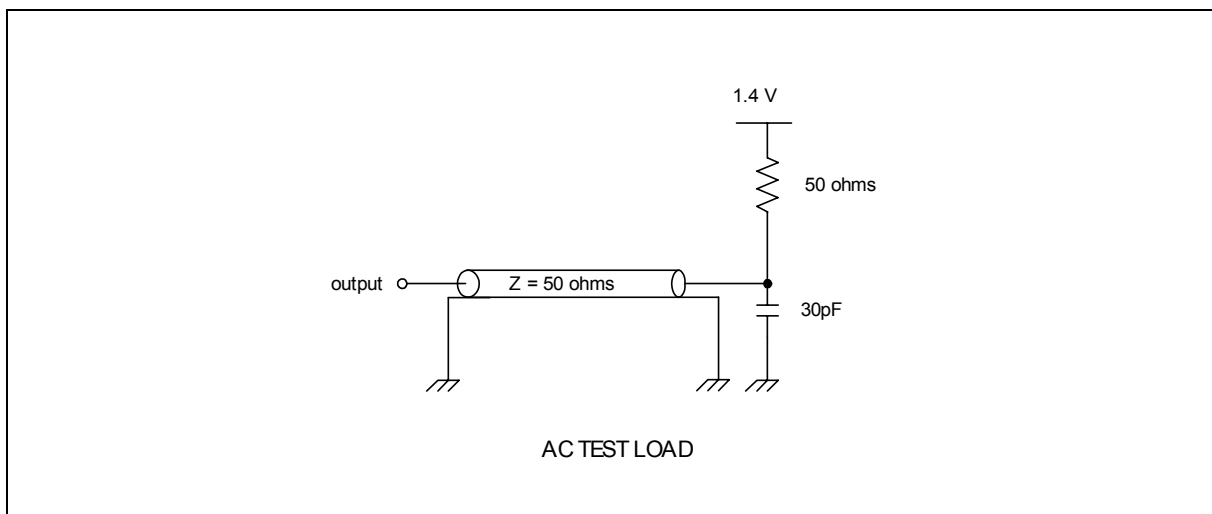 1.4 V
50 ohms
output
Z = 50 ohms
30pF
AC TEST LOAD